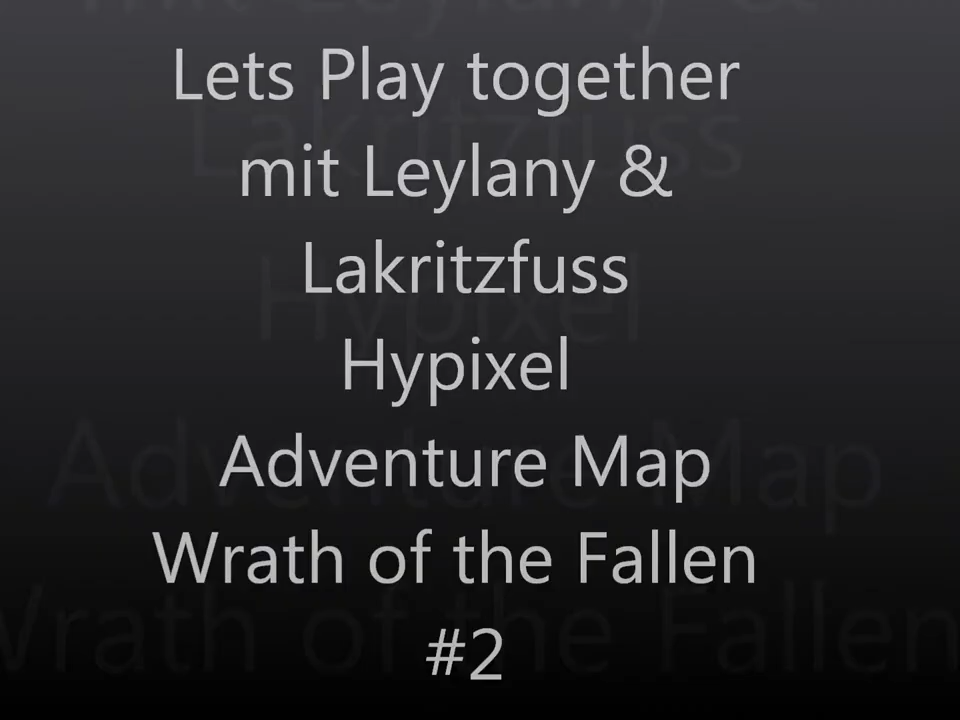 Lets Play together
mit Leylany &
Lakritzfuss
Hypixel
Adventure Map
Wrath of the Fallen
#2